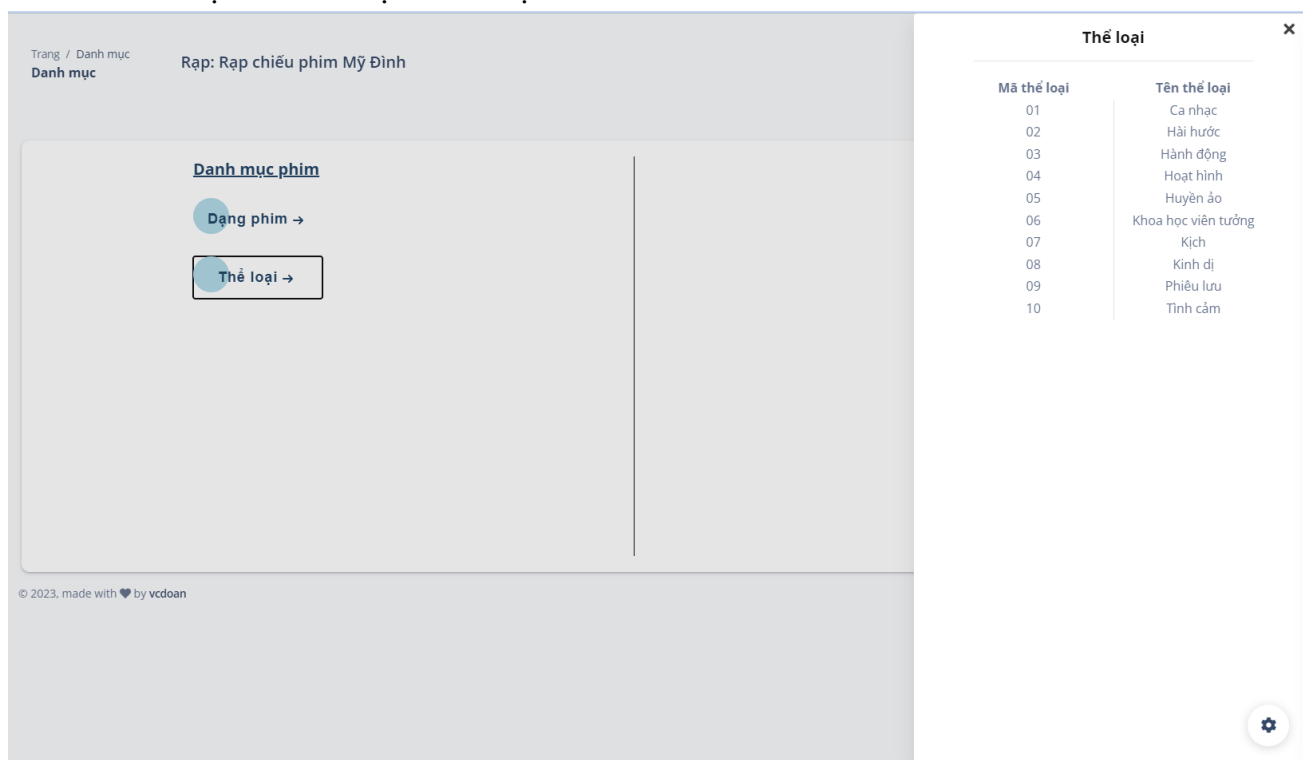 Trang / Danh mục
Danh mục
Rạp: Rạp chiếu phim Mỹ Đình
Danh mục phim
Dạng phim →
Thể loại →
© 2023, made with ♥ by vcdoan
Thể loại
Mã thể loại Tên thể loại
01 Ca nhạc
02 Hài hước
03 Hành động
04 Hoạt hình
05 Huyền ảo
06 Khoa học viên tưởng
07 Kịch
08 Kinh dị
09 Phiêu lưu
10 Tình cảm